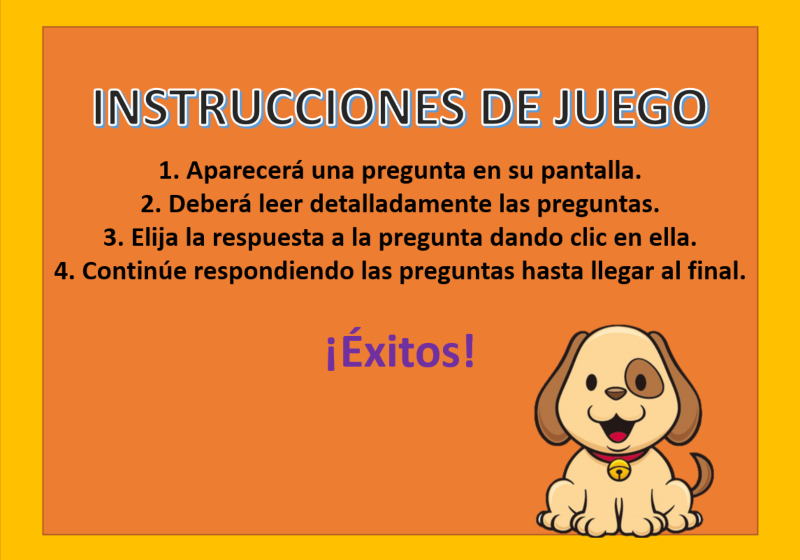 INSTRUCCIONES DE JUEGO
1. Aparecerá una pregunta en su pantalla.
2. Deberá leer detalladamente las preguntas.
3. Elija la respuesta a la pregunta dando clic en ella.
4. Continúe respondiendo las preguntas hasta llegar al final.
¡Éxitos!